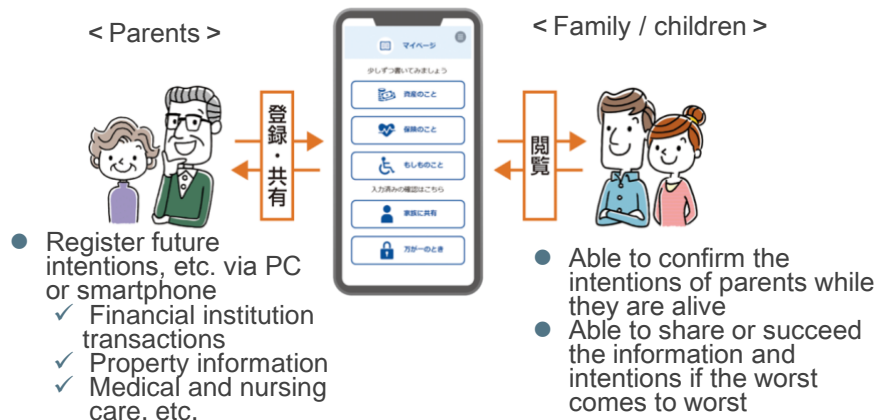 < Parents >
登録・共有
マイページ
少しずつ書いてみましょう
資産のこと
保険のこと
もしものこと
入力済みの確認はこちら
家族に共有
万が一のとき
< Family / children >
閲覧
● Register future
intentions, etc. via PC
or smartphone
✓ Financial institution
transactions
✓ Property information
✓ Medical and nursing
care, etc.
● Able to confirm the
intentions of parents while
they are alive
● Able to share or succeed
the information and
intentions if the worst
comes to worst